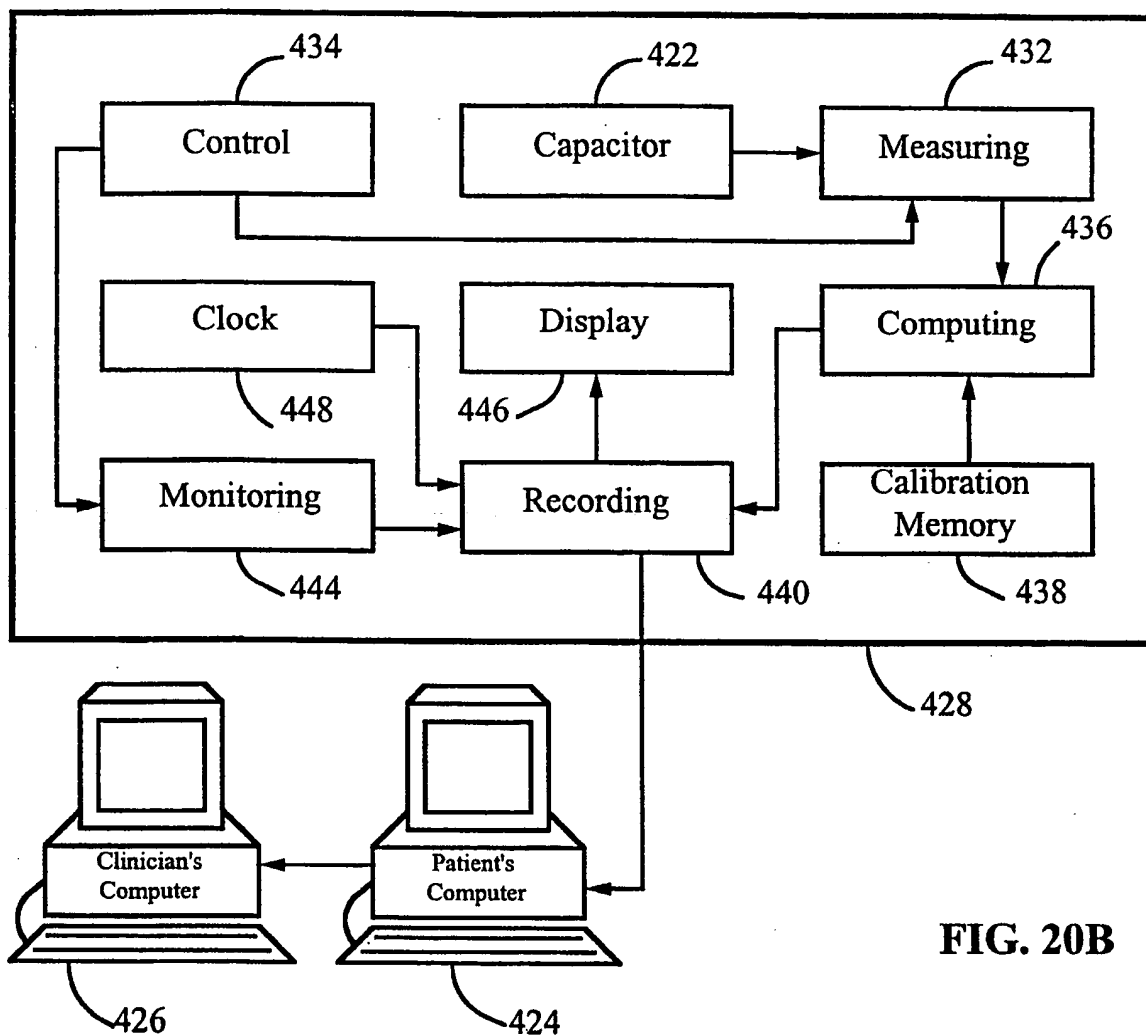 434
422
432
Control
Capacitor
Measuring
436
Clock
Display
Computing
448
446
Monitoring
Recording
Calibration
Memory
444
440
438
428
Clinician's
Computer
Patient's
Computer
FIG. 20B
426
424